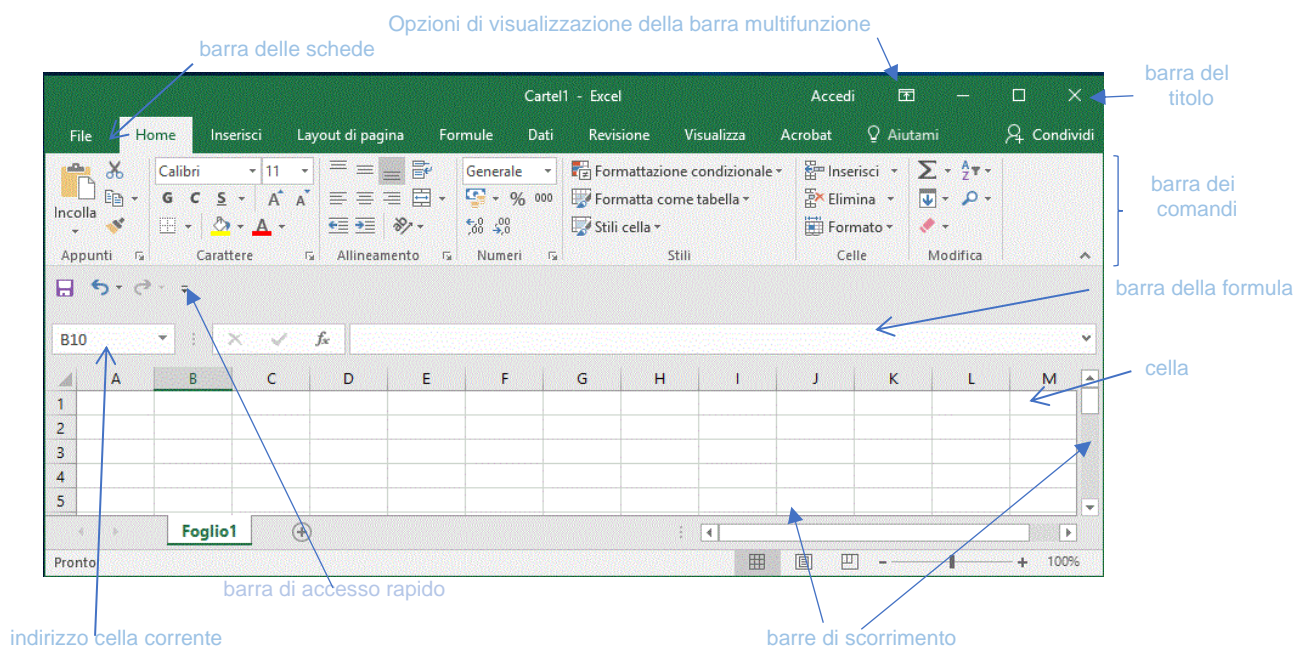 Opzioni di visualizzazione della barra multifunzione
barra delle schede
barra del
titolo
Cartel1 - Excel Accedi
File Home Inserisci Layout di pagina Formule Dati Revisione Visualizza Acrobat Aiutami Condividi
Calibri 11 Generale Formattazione condizionale Inserisci Σ A Z
barra dei
comandi
Incolla G C S A A % 000 Formatta come tabella Elimina
A ,0 ,00 ,00 ,0 Stili cella Formato
Appunti Carattere Allineamento Numeri Stili Celle Modifica
barra della formula
B10 fx
cella
A B C D E F G H I J K L M
1
2
3
4
5
Foglio1
Pronto 100%
barra di accesso rapido
indirizzo cella corrente
barre di scorrimento